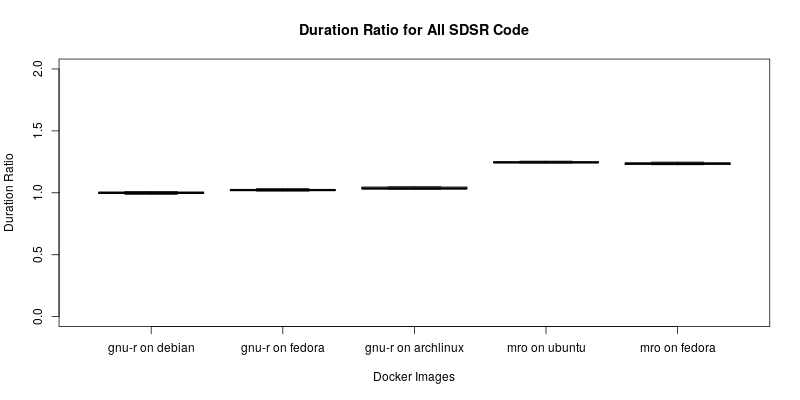 Duration Ratio for All SDSR Code
Duration Ratio
2.0
1.5
1.0
0.5
0.0
gnu-r on debian
gnu-r on fedora
gnu-r on archlinux
mro on ubuntu
mro on fedora
Docker Images